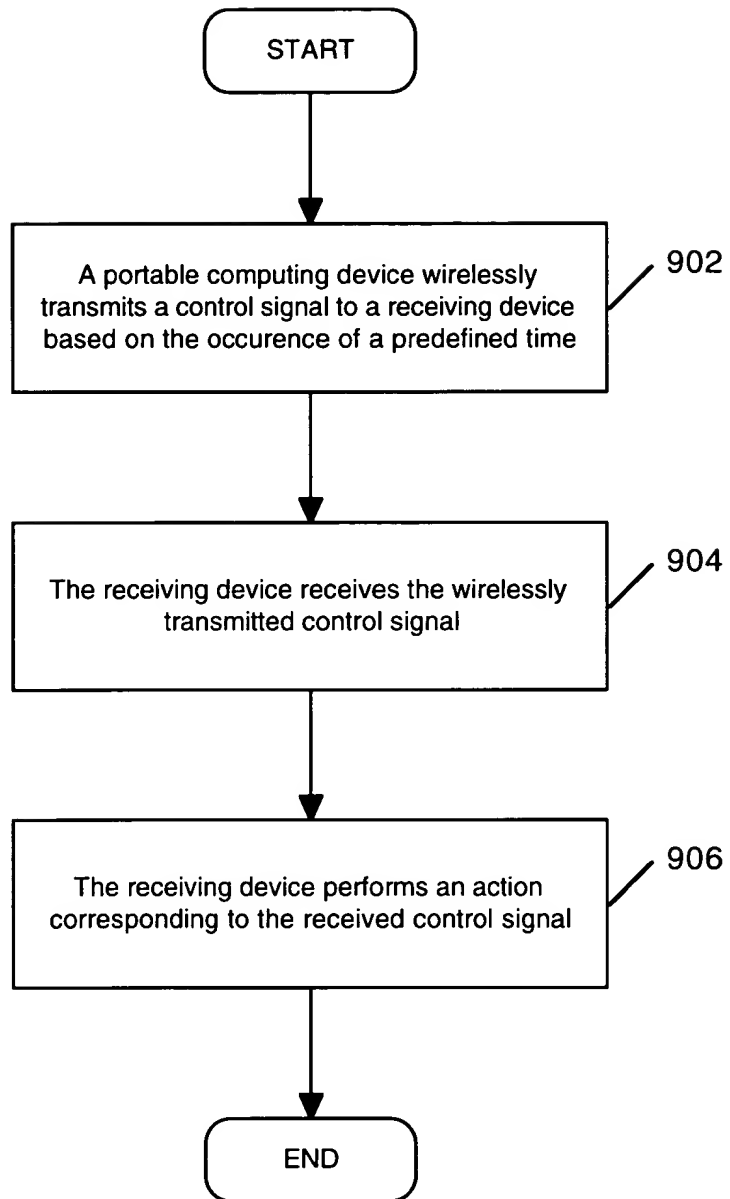 START
A portable computing device wirelessly
transmits a control signal to a receiving device
based on the occurence of a predefined time
902
The receiving device receives the wirelessly
transmitted control signal
904
The receiving device performs an action
corresponding to the received control signal
906
END